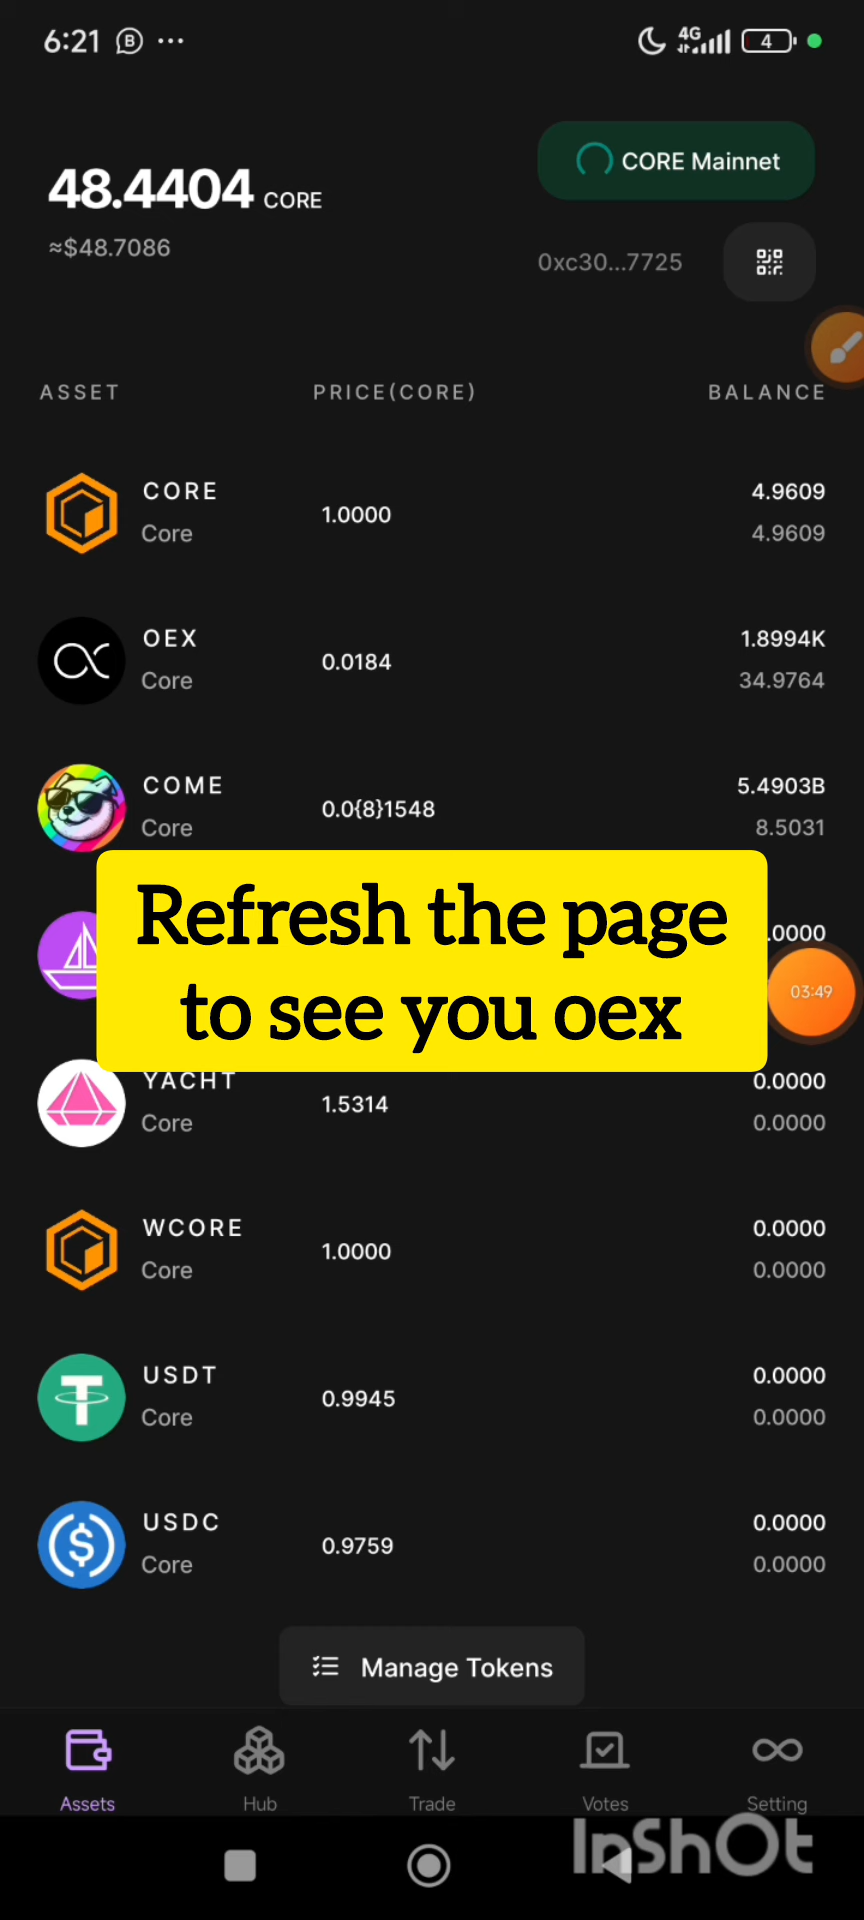 6:21 B ...
4G 4
48.4404 CORE
CORE Mainnet
≈$48.7086
0xc30...7725
ASSET PRICE(CORE) BALANCE
CORE 4.9609
1.0000
Core 4.9609
OEX 1.8994K
0.0184
Core 34.9764
COME 5.4903B
0.0{8}1548
Core 8.5031
Refresh the page
.0000
to see you oex
03:49
YACHT 0.0000
1.5314
Core 0.0000
WCORE 0.0000
1.0000
Core 0.0000
USDT 0.0000
0.9945
Core 0.0000
USDC 0.0000
0.9759
Core 0.0000
Manage Tokens
Assets Hub Trade Votes Setting
InShOt